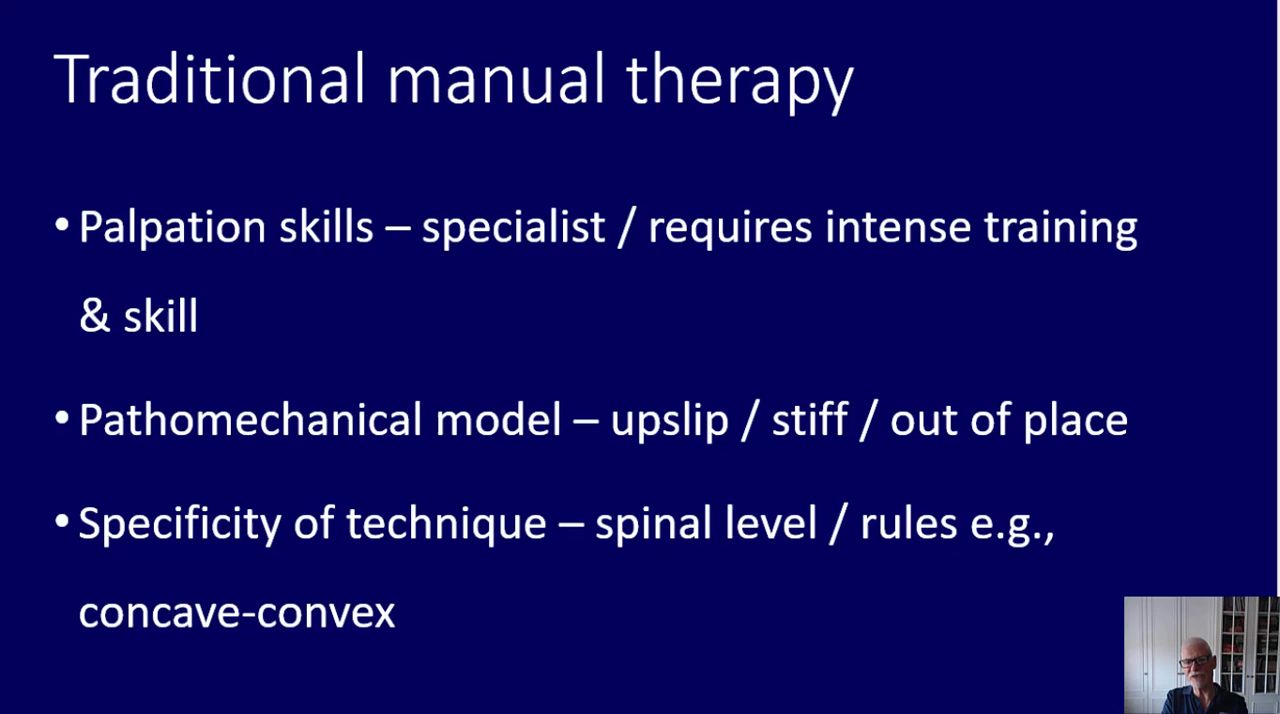 Traditional manual therapy
• Palpation skills – specialist / requires intense training
& skill
• Pathomechanical model – upslip / stiff / out of place
• Specificity of technique – spinal level / rules e.g.,
concave-convex